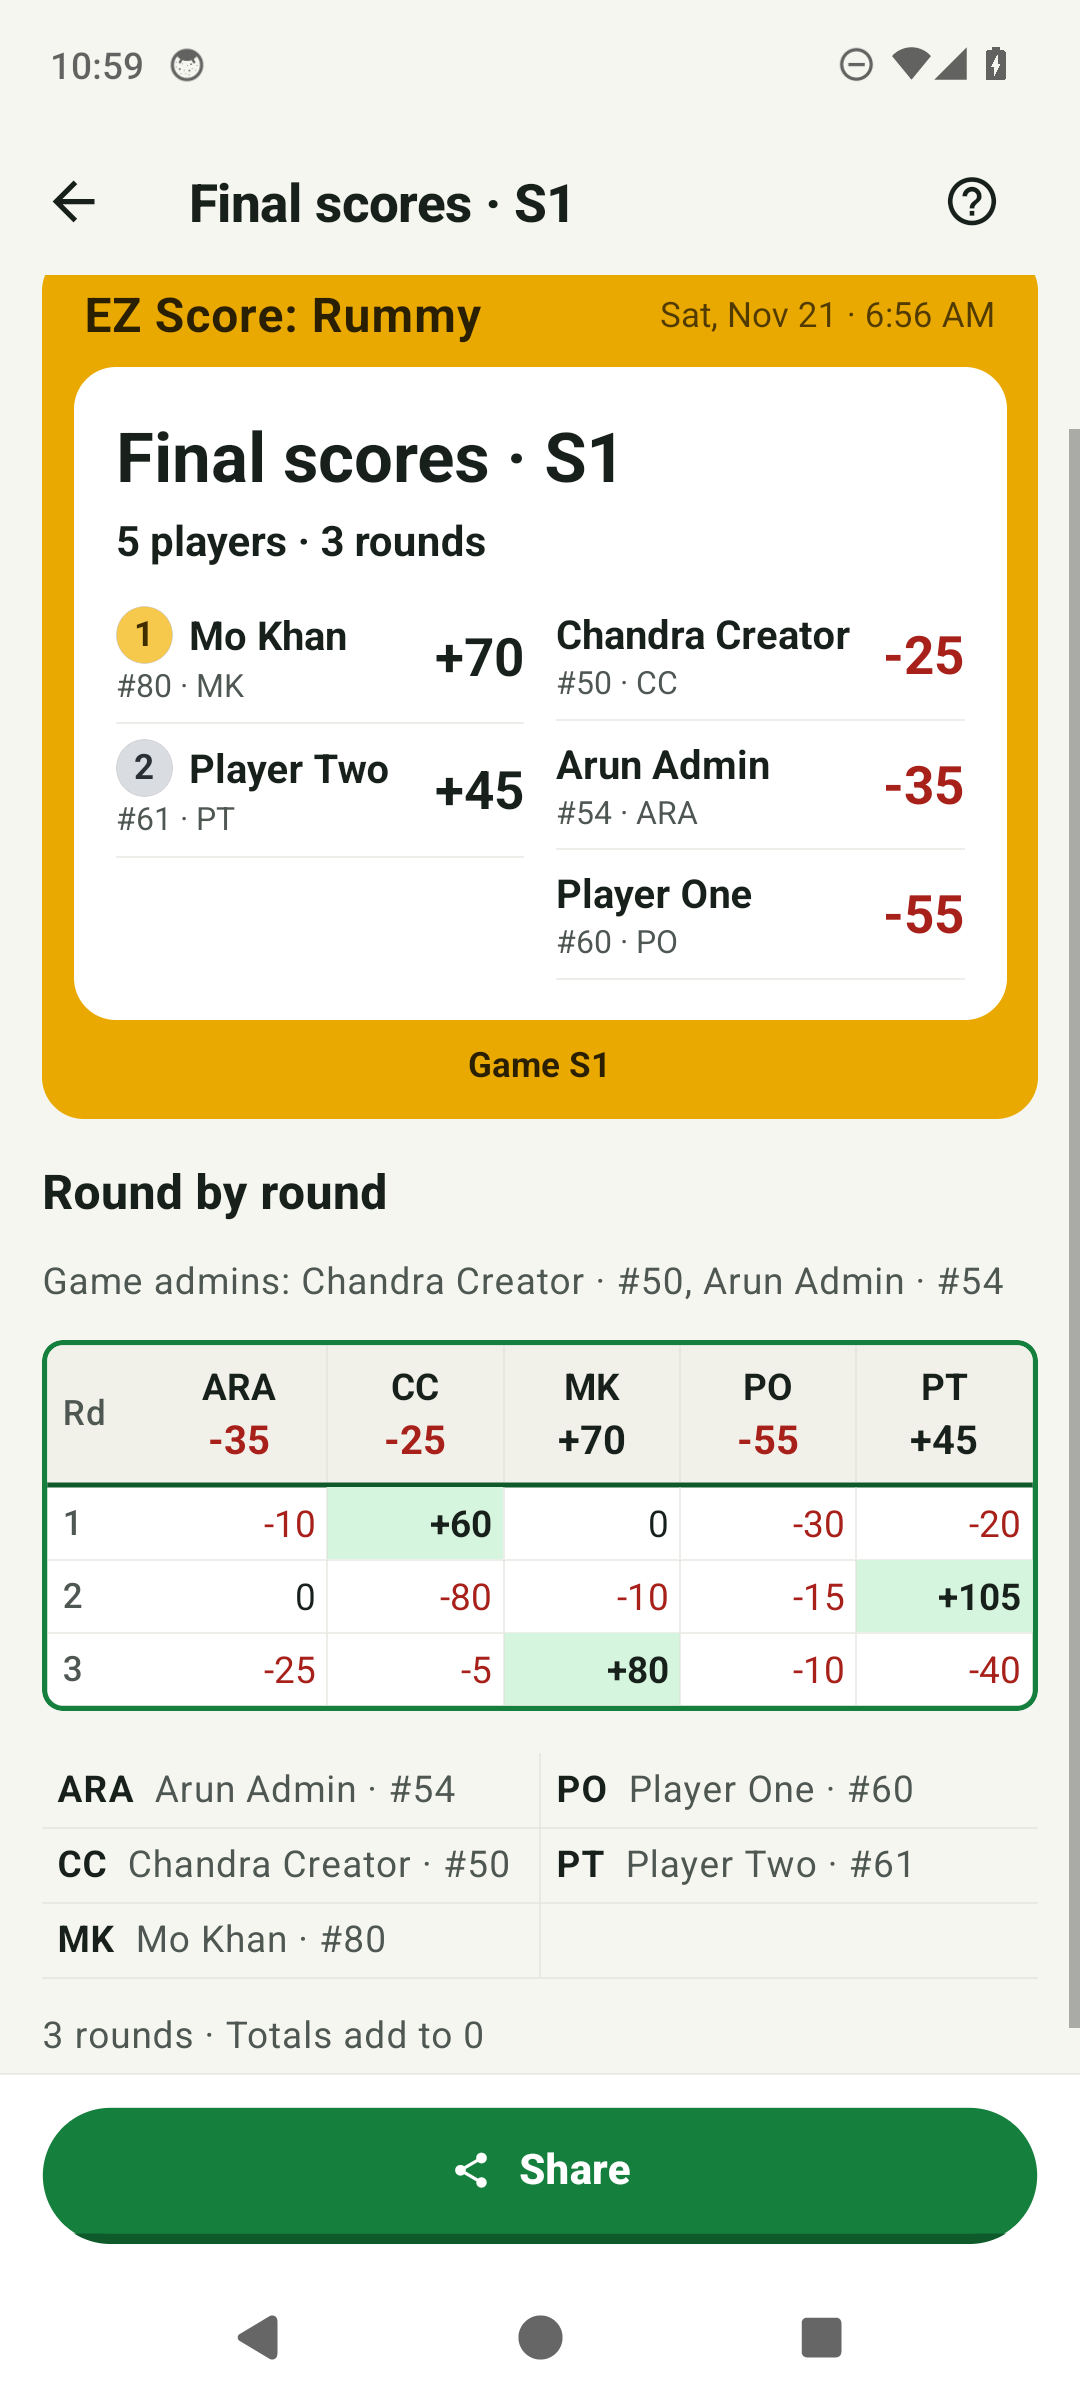 10:59
Final scores · S1
EZ Score: Rummy
Sat, Nov 21 · 6:56 AM
Final scores · S1
5 players · 3 rounds
1 Mo Khan +70
#80 · MK
2 Player Two +45
#61 · PT
Chandra Creator -25
#50 · CC
Arun Admin -35
#54 · ARA
Player One -55
#60 · PO
Game S1
Round by round
Game admins: Chandra Creator · #50, Arun Admin · #54
Rd ARA CC MK PO PT
-35 -25 +70 -55 +45
1 -10 +60 0 -30 -20
2 0 -80 -10 -15 +105
3 -25 -5 +80 -10 -40
ARA Arun Admin · #54
PO Player One · #60
CC Chandra Creator · #50
PT Player Two · #61
MK Mo Khan · #80
3 rounds · Totals add to 0
Share